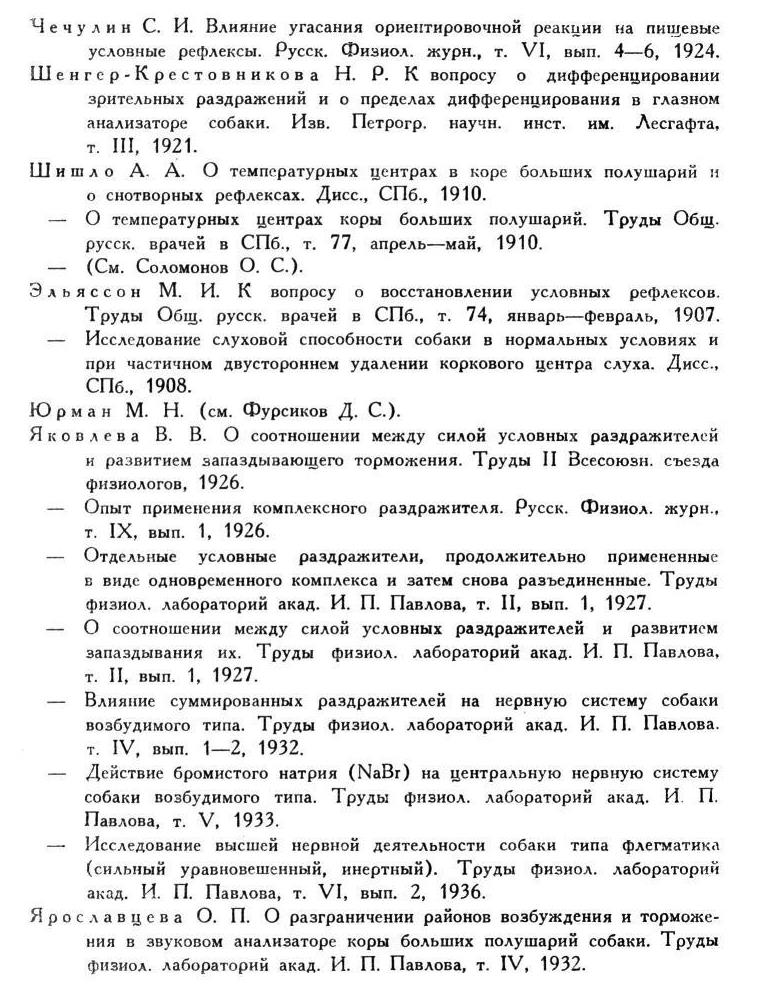 Чечулин С. И. Влияние угасания ориентировочной реакции на пищевые
условные рефлексы. Русск. Физиол. журн., т. VI, вып. 4—6, 1924.
Шенгер-Крестовникова Н. Р. К вопросу о дифференцировании
зрительных раздражений и о пределах дифференцирования в глазном
анализаторе собаки. Изв. Петрогр. научн. инст. им. Лесгафта,
т. III, 1921.
Шишло А. А. О температурных центрах в коре больших полушарий и
о снотворных рефлексах. Дисс., СПб., 1910.
— О температурных центрах коры больших полушарий. Труды Общ.
русск. врачей в СПб., т. 77, апрель—май, 1910.
— (См. Соломонов О. С.).
Эльяссон М. И. К вопросу о восстановлении условных рефлексов.
Труды Общ. русск. врачей в СПб., т. 74, январь—февраль, 1907.
— Исследование слуховой способности собаки в нормальных условиях и
при частичном двустороннем удалении коркового центра слуха. Дисс.,
СПб., 1908.
Юрман М. Н. (см. Фурсиков Д. С.).
Яковлева В. В. О соотношении между силой условных раздражителей
и развитием запаздывающего торможения. Труды II Всесоюзн. съезда
физиологов, 1926.
— Опыт применения комплексного раздражителя. Русск. Физиол. журн.,
т. IX, вып. 1, 1926.
— Отдельные условные раздражители, продолжительно примененные
в виде одновременного комплекса и затем снова разъединенные. Труды
физиол. лабораторий акад. И. П. Павлова, т. II, вып. 1, 1927.
— О соотношении между силой условных раздражителей и развитием
запаздывания их. Труды физиол. лабораторий акад. И. П. Павлова,
т. II, вып. 1, 1927.
— Влияние суммированных раздражителей на нервную систему собаки
возбудимого типа. Труды физиол. лабораторий акад. И. П. Павлова.
т. IV, вып. 1—2, 1932.
— Действие бромистого натрия (NaBr) на центральную нервную систему
собаки возбудимого типа. Труды физиол. лабораторий акад. И. П.
Павлова, т. V, 1933.
— Исследование высшей нервной деятельности собаки типа флегматика
(сильный уравновешенный, инертный). Труды физиол. лабораторий
акад. И. П. Павлова, т. VI, вып. 2, 1936.
Ярославцева О. П. О разграничении районов возбуждения и торможе-
ния в звуковом анализаторе коры больших полушарий собаки. Труды
физиол. лабораторий акад. И. П. Павлова, т. IV, 1932.